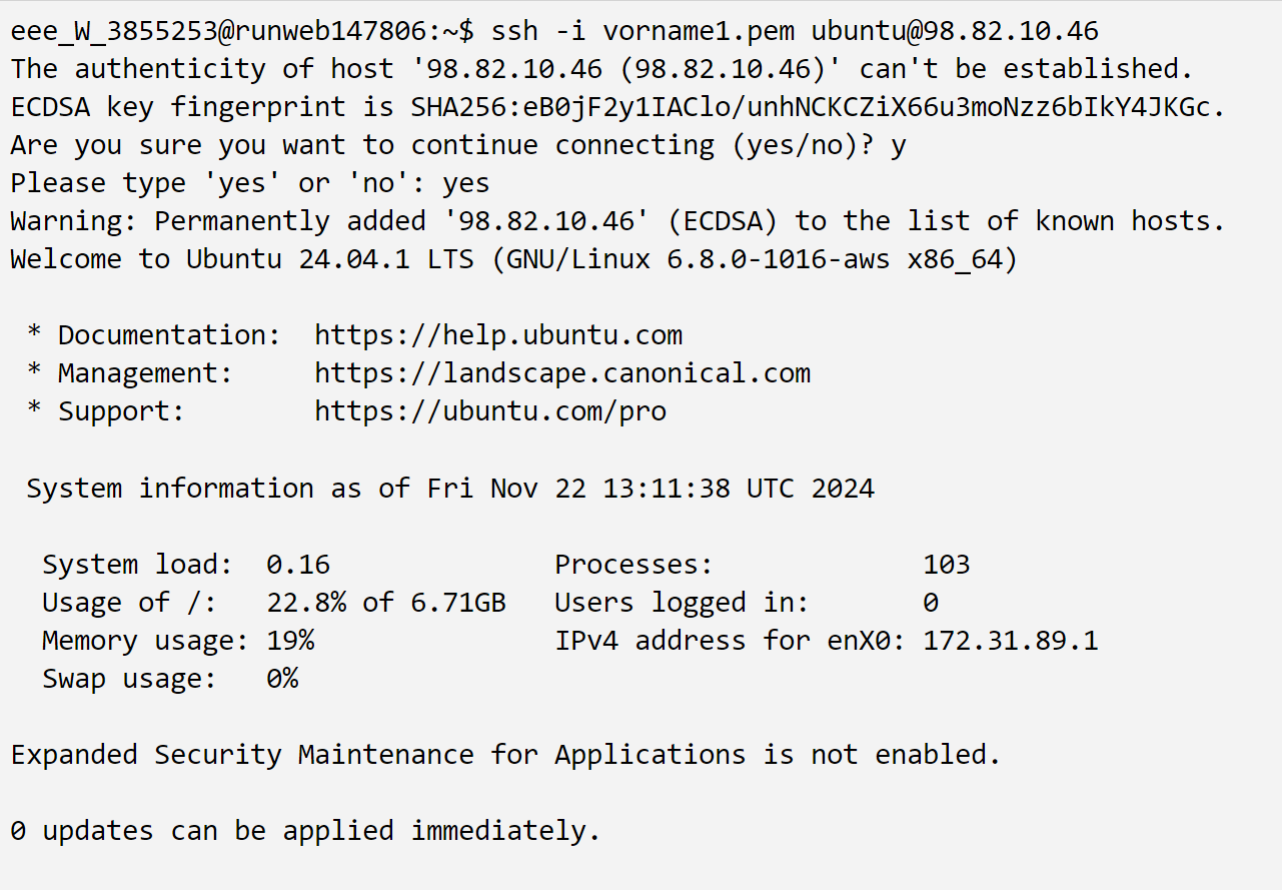 eee_W_3855253@runweb147806:~$ ssh -i vorname1.pem ubuntu@98.82.10.46
The authenticity of host '98.82.10.46 (98.82.10.46)' can't be established.
ECDSA key fingerprint is SHA256:eB0jF2y1IAClo/unhNCKCZiX66u3moNzz6bIkY4JKGc.
Are you sure you want to continue connecting (yes/no)? y
Please type 'yes' or 'no': yes
Warning: Permanently added '98.82.10.46' (ECDSA) to the list of known hosts.
Welcome to Ubuntu 24.04.1 LTS (GNU/Linux 6.8.0-1016-aws x86_64)

 * Documentation:  https://help.ubuntu.com
 * Management:     https://landscape.canonical.com
 * Support:        https://ubuntu.com/pro

 System information as of Fri Nov 22 13:11:38 UTC 2024

  System load:  0.16              Processes:             103
  Usage of /:   22.8% of 6.71GB   Users logged in:       0
  Memory usage: 19%               IPv4 address for enX0: 172.31.89.1
  Swap usage:   0%

Expanded Security Maintenance for Applications is not enabled.

0 updates can be applied immediately.